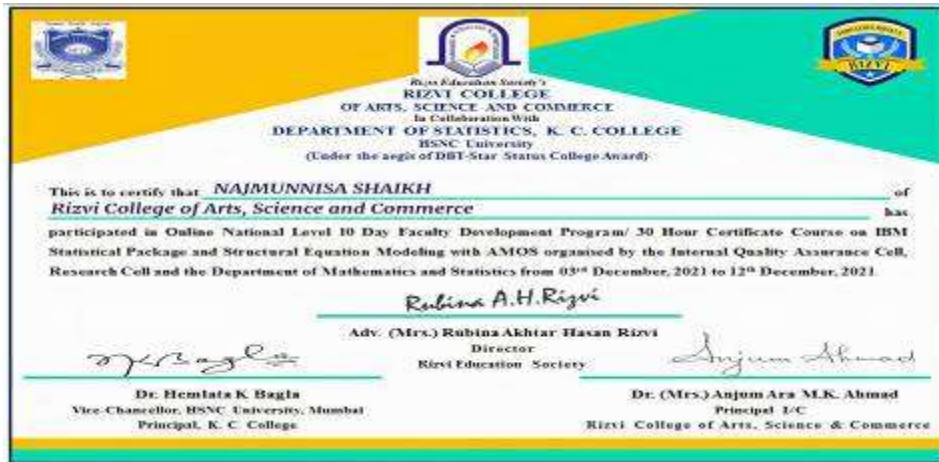 Rizvi Education Society's
RIZVI COLLEGE
OF ARTS, SCIENCE AND COMMERCE
In Collaboration With
DEPARTMENT OF STATISTICS, K. C. COLLEGE
HSNC University
(Under the aegis of DBT-Star Status College Award)
RIZVI
This is to certify that NAJMUNNISA SHAIKH of
Rizvi College of Arts, Science and Commerce has
participated in Online National Level 10 Day Faculty Development Program/ 30 Hour Certificate Course on IBM
Statistical Package and Structural Equation Modeling with AMOS organised by the Internal Quality Assurance Cell,
Research Cell and the Department of Mathematics and Statistics from 03rd December, 2021 to 12th December, 2021
Rubina A.H.Rizvi
Adv. (Mrs.) Rubina Akhtar Hasan Rizvi
Director
Rizvi Education Society
Anjum Ahmad
Dr. Hemlata K Bagla
Vice-Chancellor, HSNC University, Mumbai
Principal, K. C. College
Dr. (Mrs.) Anjum Ara M.K. Ahmad
Principal I/C
Rizvi College of Arts, Science & Commerce